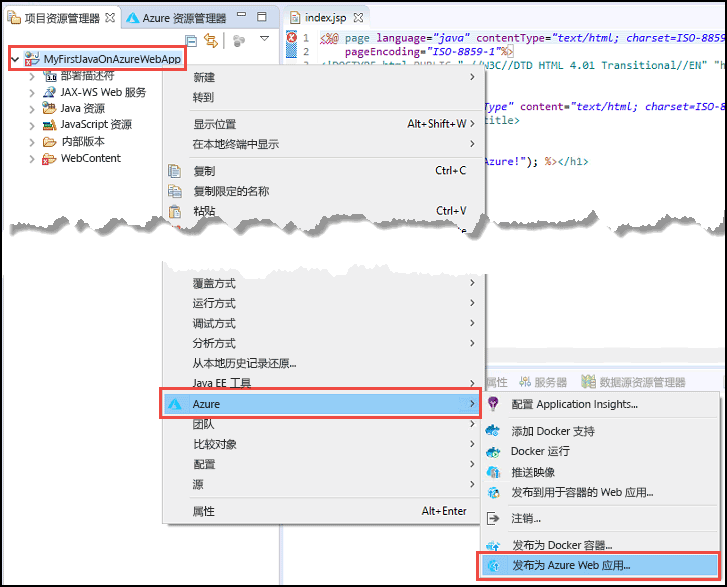 项目资源管理器
Azure 资源管理器
index.jsp
MyFirstJavaOnAzureWebApp
部署描述符
JAX-WS Web 服务
Java 资源
JavaScript 资源
内部版本
WebContent
1 <%@ page language="java" contentType="text/html; charset=ISO-8859
2 pageEncoding="ISO-8859-1"%>
<!DOCTYPE html PUBLIC "-//W3C//DTD HTML 4.01 Transitional//EN" "h
Type" content="text/html; charset=ISO-8859
title>
Azure!"); %></h1>
新建
转到
显示位置 Alt+Shift+W
在本地终端中显示
复制 Ctrl+C
复制限定的名称
粘贴 Ctrl+V
覆盖方式
运行方式
调试方式
分析方式
从本地历史记录还原...
Java EE 工具
Azure
团队
比较对象
配置
源
属性 Alt+Enter
属性
服务器
数据源资源管理器
配置 Application Insights...
添加 Docker 支持
Docker 运行
推送映像
发布到用于容器的 Web 应用...
注销...
发布为 Docker 容器...
发布为 Azure Web 应用...